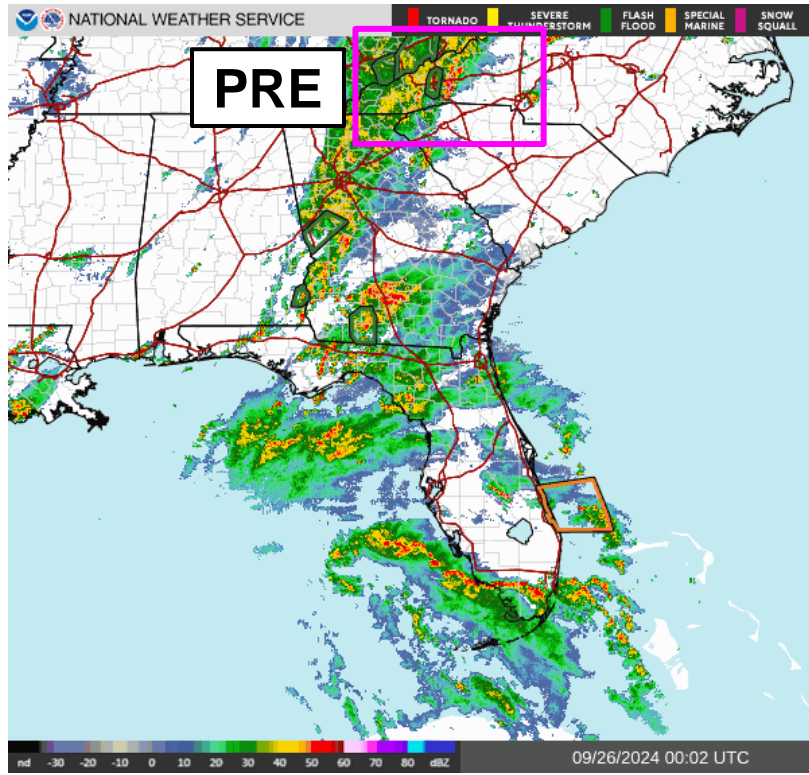 NATIONAL WEATHER SERVICE
TORNADO
SEVERE
THUNDERSTORM
FLASH
FLOOD
SPECIAL
MARINE
SNOW
SQUALL
PRE
nd -30 -20 -10 0 10 20 30 40 50 60 70 80 dBZ
09/26/2024 00:02 UTC